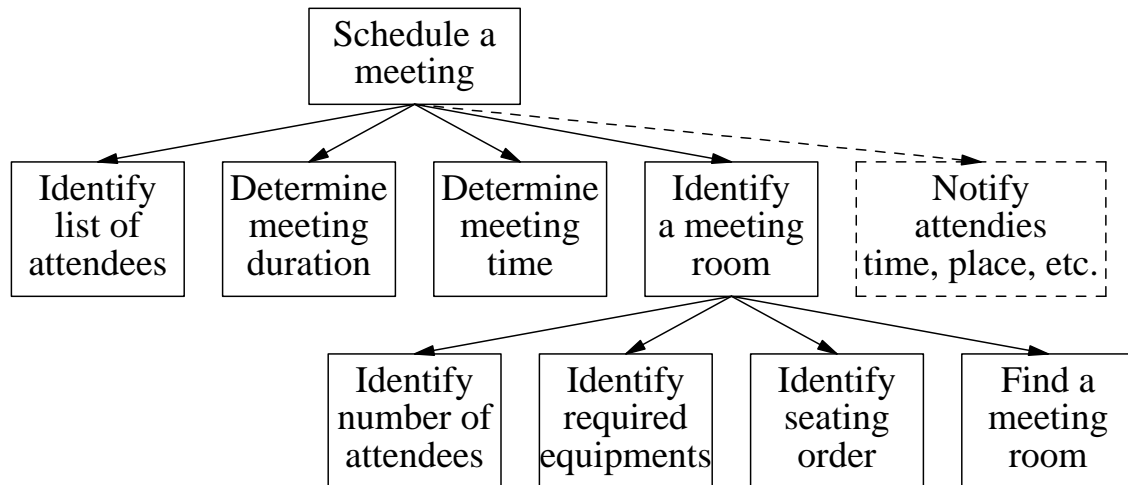 Schedule a
meeting
Identify
list of
attendees
Determine
meeting
duration
Determine
meeting
time
Identify
a meeting
room
Notify
attendies
time, place, etc.
Identify
number of
attendees
Identify
required
equipments
Identify
seating
order
Find a
meeting
room